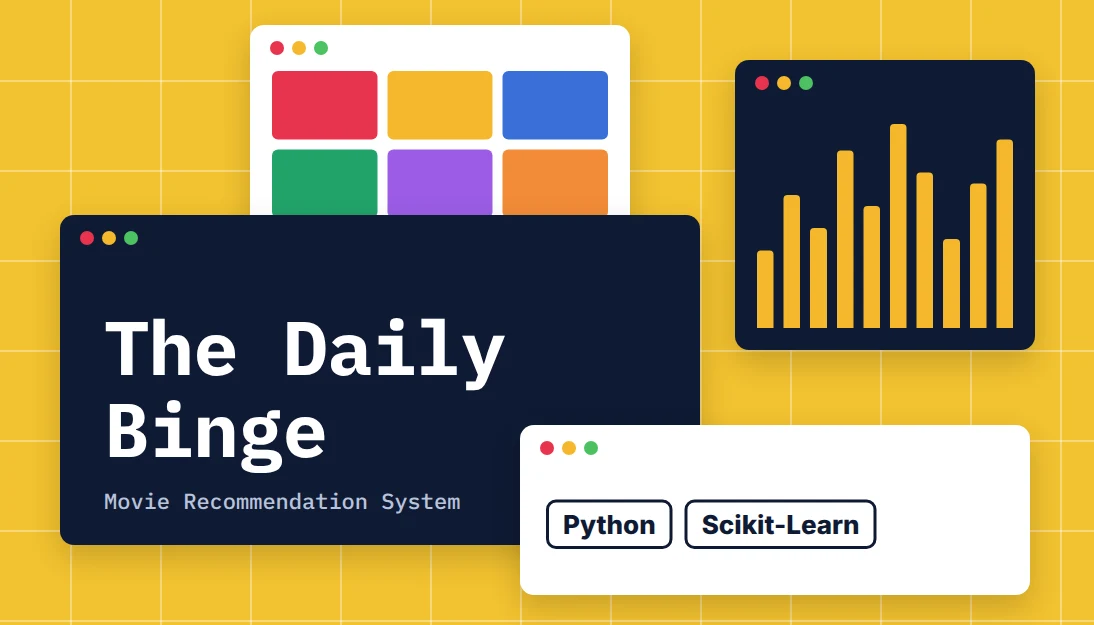 The Daily
Binge
Movie Recommendation System
Python
Scikit-Learn